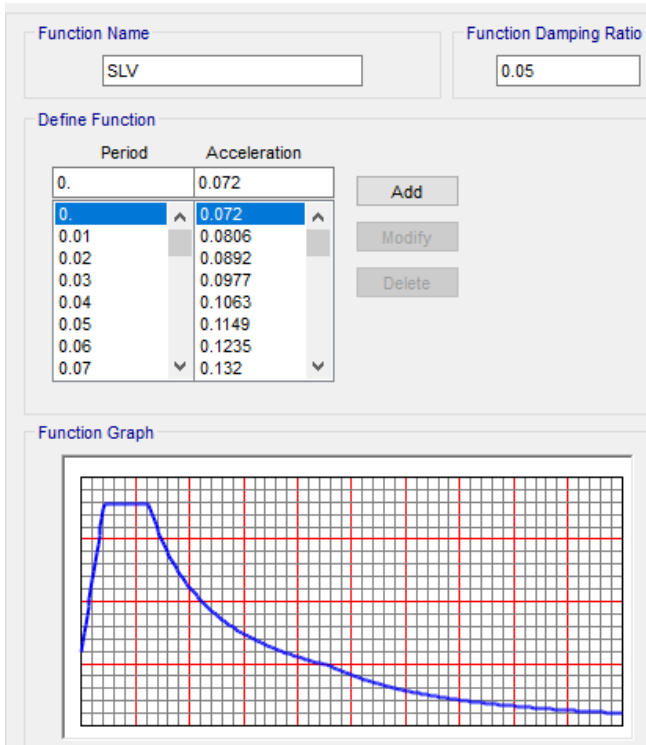 Function Name
Function Damping Ratio
SLV
0.05
Define Function
Period Acceleration
0. 0.072
Add
0. 0.072
0.01 0.0806
Modify
0.02 0.0892
0.03 0.0977
Delete
0.04 0.1063
0.05 0.1149
0.06 0.1235
0.07 0.132
Function Graph